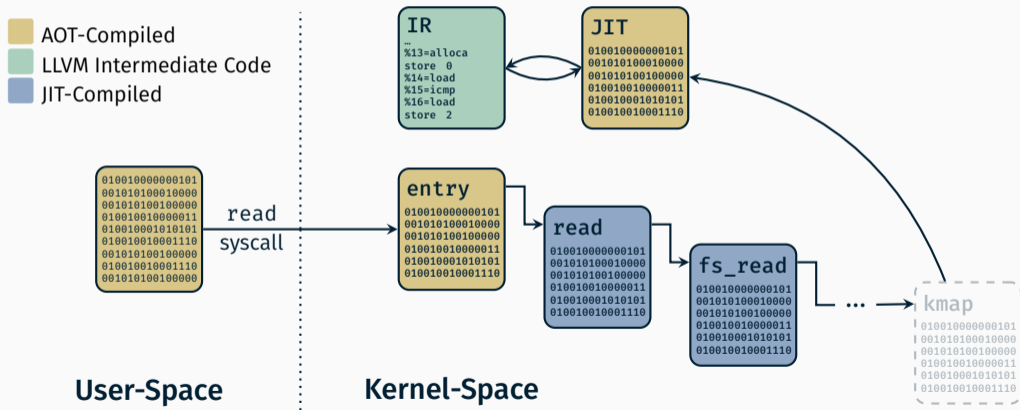 AOT-Compiled
LLVM Intermediate Code
JIT-Compiled
IR
…
%13=alloca
store 0
%14=load
%15=icmp
%16=load
store 2
JIT
010010000000101
001010100010000
001010100100000
010010010000011
010010001010101
010010010001110
010010000000101
001010100010000
001010100100000
010010010000011
010010001010101
010010010001110
001010100100000
010010010001110
001010100100000
read
syscall
entry
010010000000101
001010100010000
001010100100000
010010010000011
010010001010101
010010010001110
read
010010000000101
001010100010000
001010100100000
010010010000011
010010001010101
010010010001110
fs_read
010010000000101
001010100010000
001010100100000
010010010000011
010010001010101
010010010001110
...
kmap
010010000000101
001010100010000
001010100100000
010010010000011
010010001010101
010010010001110
User-Space
Kernel-Space